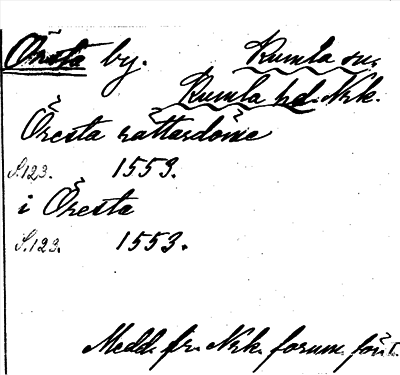 Öresta by. Kumla sn.
Kumla hd. Nrk.
Öresta rättardöme
S.123. 1553.
i Öresta
S.123. 1553.
Medd. fr. Nrk. forum. för.